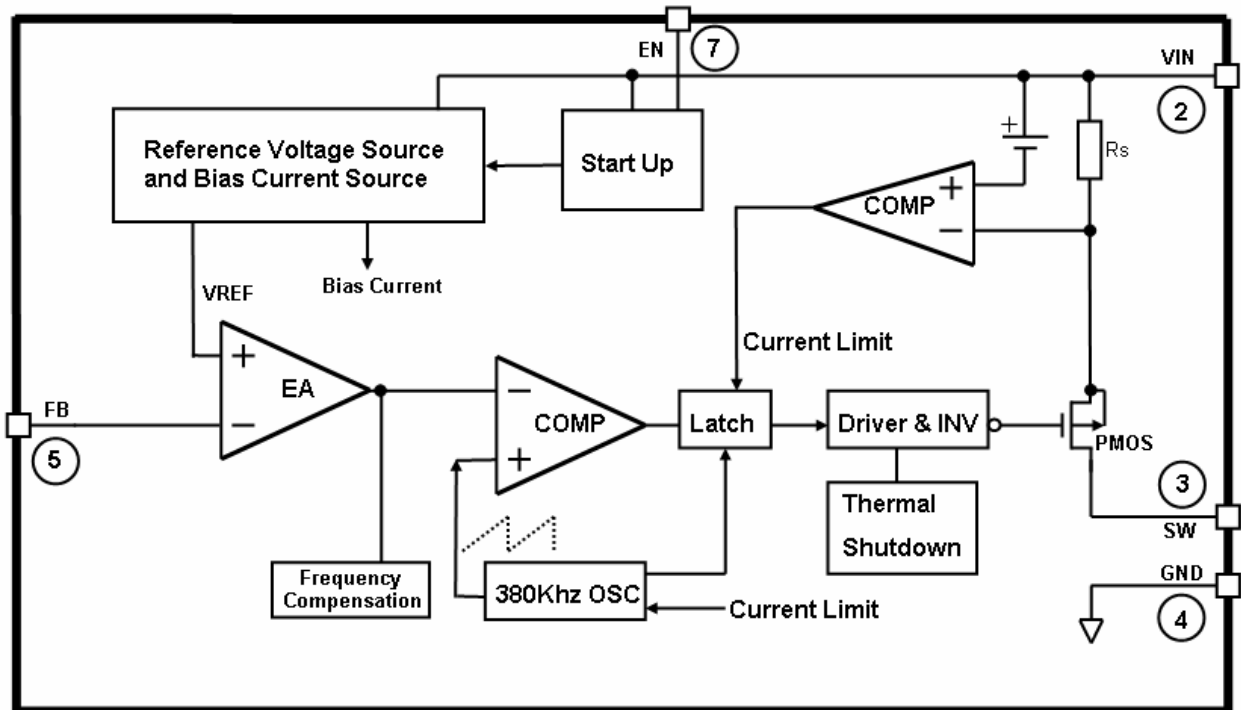 EN
7
VIN
2
Reference Voltage Source
and Bias Current Source
Start Up
+
Rs
+
COMP
−
Bias Current
VREF
Current Limit
+
EA
−
FB
5
−
COMP
+
Latch
Driver & INV
PMOS
Thermal
Shutdown
3
SW
Frequency
Compensation
380Khz OSC
Current Limit
GND
4